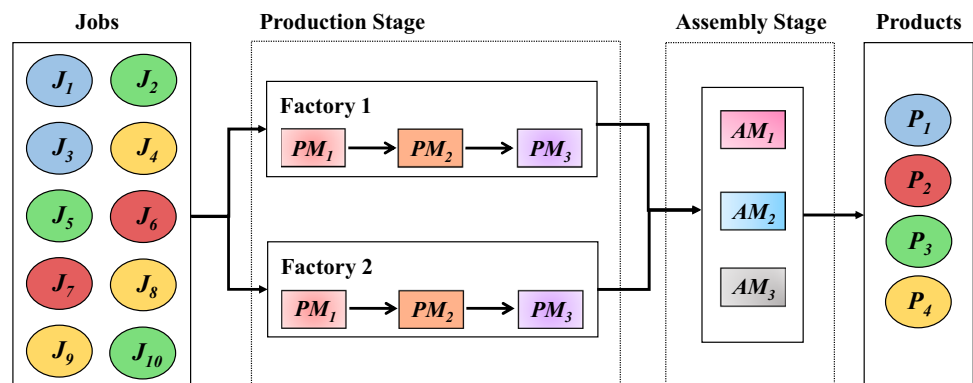 Jobs
Production Stage
Assembly Stage
Products
J1
J2
J3
J4
J5
J6
J7
J8
J9
J10
Factory 1
PM1
PM2
PM3
Factory 2
PM1
PM2
PM3
AM1
AM2
AM3
P1
P2
P3
P4